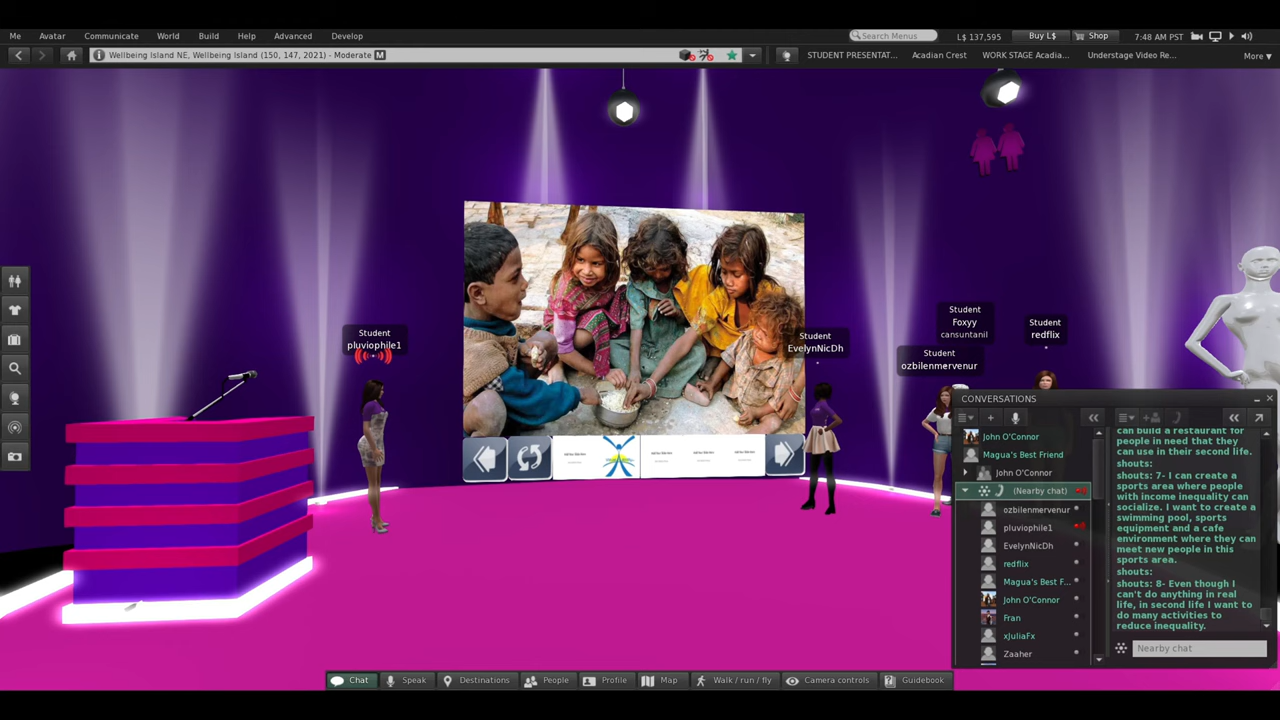 Me Avatar Communicate World Build Help Advanced Develop Search Menus L$ 137,595 Buy L$ Shop 7:48 AM PST
Wellbeing Island NE, Wellbeing Island (150, 147, 2021) - Moderate M STUDENT PRESENTAT... Acadian Crest WORK STAGE Acadia... Understage Video Re... More ▼
Student
pluviophile1
Student
EvelynNicDh
Student
Foxyy
cansuntanil
Student
redflix
Student
ozbilenmervenur
CONVERSATIONS
John O'Connor
Magua's Best Friend
John O'Connor
(Nearby chat)
ozbilenmervenur
pluviophile1
EvelynNicDh
redflix
Magua's Best F...
John O'Connor
Fran
xJuliaFx
Zaaher
can build a restaurant for
people in need that they
can use in their second life.
shouts:
shouts: 7- I can create a
sports area where people
with income inequality can
socialize. I want to create a
swimming pool, sports
equipment and a cafe
environment where they can
meet new people in this
sports area.
shouts:
shouts: 8- Even though I
can't do anything in real
life, in second life I want to
do many activities to
reduce inequality.
Nearby chat
Chat Speak Destinations People Profile Map Walk / run / fly Camera controls Guidebook